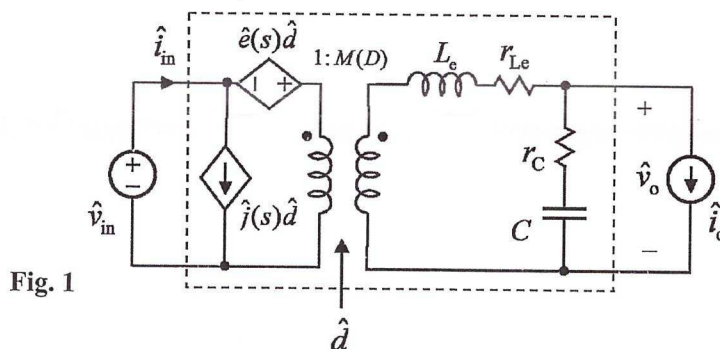 î_in
ê(s)d̂
1:M(D)
L_e
r_Le
+
r_C
v̂_o
î_o
v̂_in
ĵ(s)d̂
C
−
Fig. 1
d̂